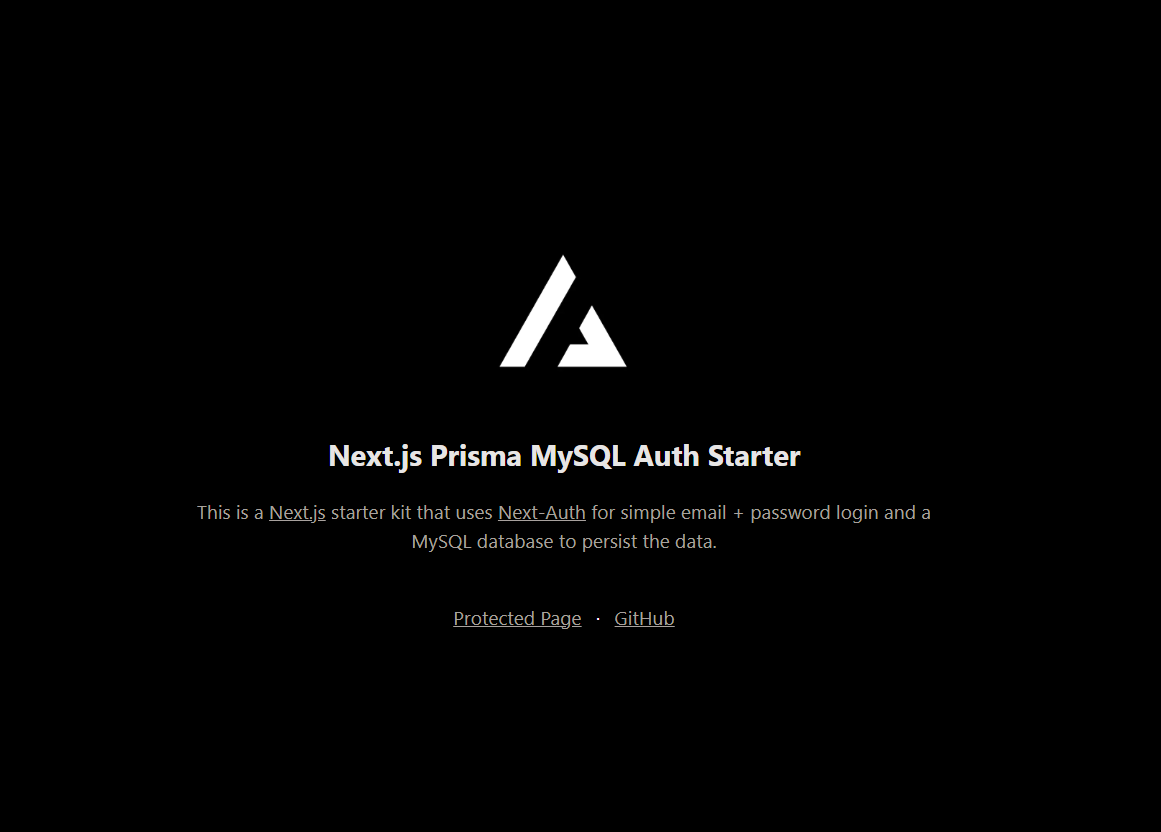 Next.js Prisma MySQL Auth Starter
This is a Next.js starter kit that uses Next-Auth for simple email + password login and a
MySQL database to persist the data.
Protected Page · GitHub